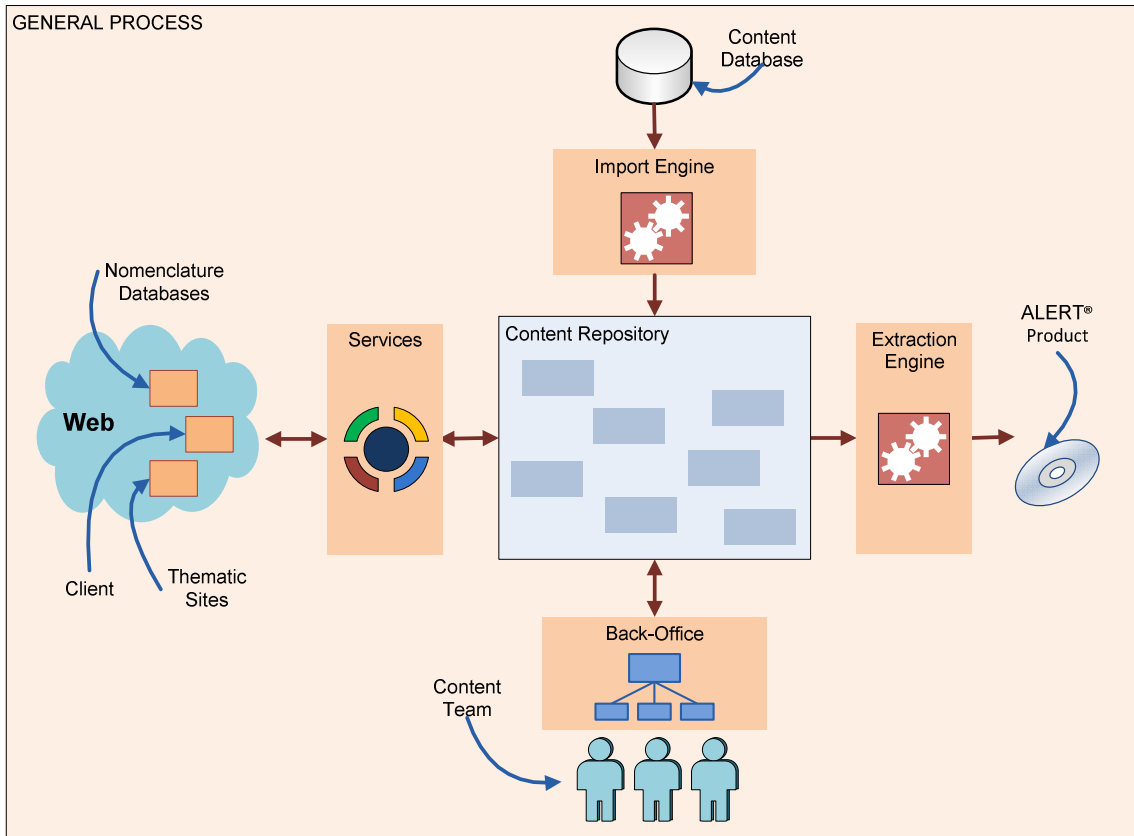 GENERAL PROCESS
Content
Database
Import Engine
Nomenclature
Databases
Services
Content Repository
Extraction
Engine
ALERT®
Product
Web
Client
Thematic
Sites
Back-Office
Content
Team